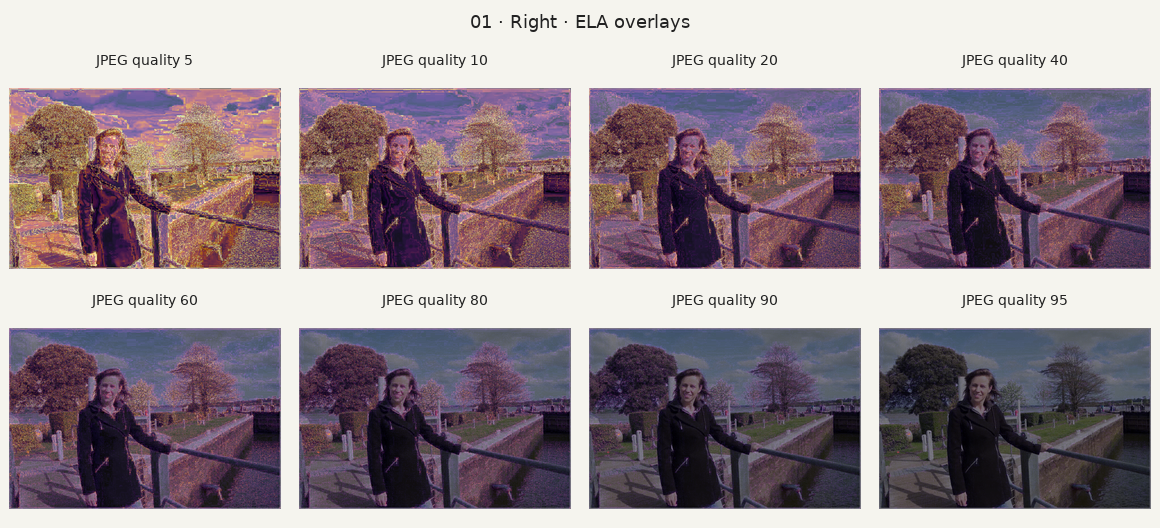 01 · Right · ELA overlays
JPEG quality 5
JPEG quality 10
JPEG quality 20
JPEG quality 40
JPEG quality 60
JPEG quality 80
JPEG quality 90
JPEG quality 95